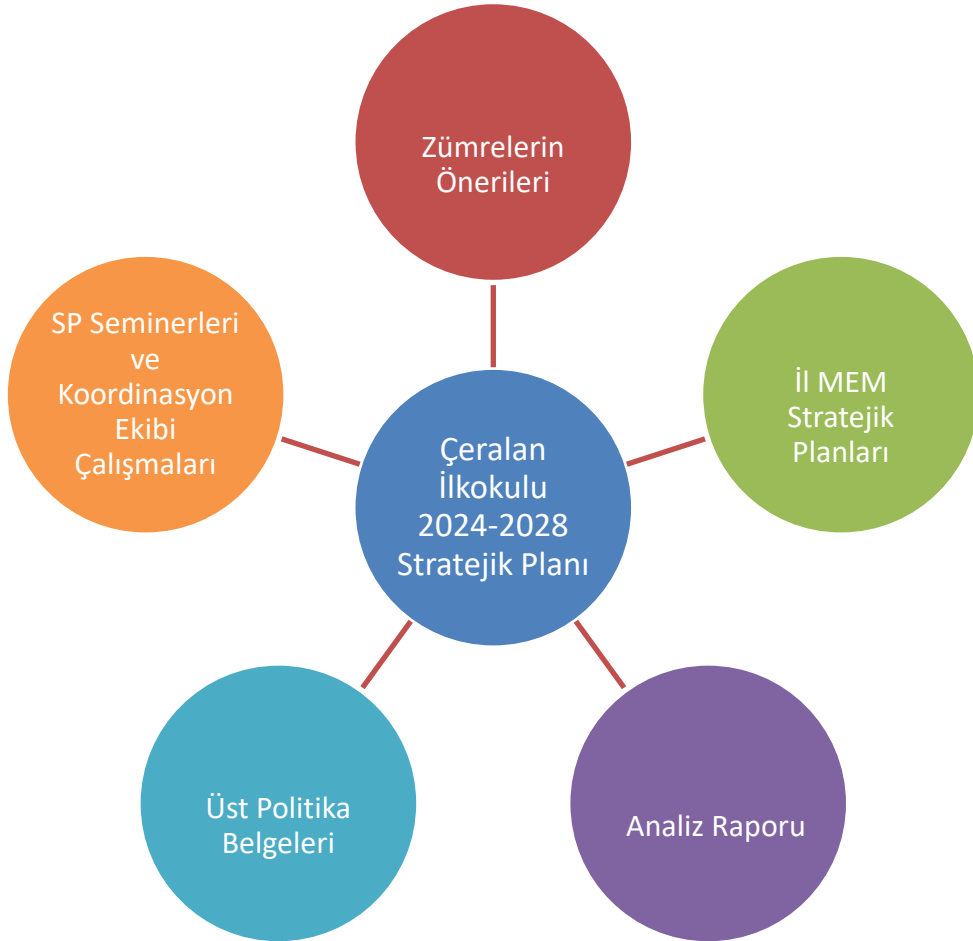 Zümrelerin
Önerileri
SP Seminerleri
ve
Koordinasyon
Ekibi
Çalışmaları
İl MEM
Stratejik
Planları
Çeralan
İlkokulu
2024-2028
Stratejik Planı
Üst Politika
Belgeleri
Analiz Raporu